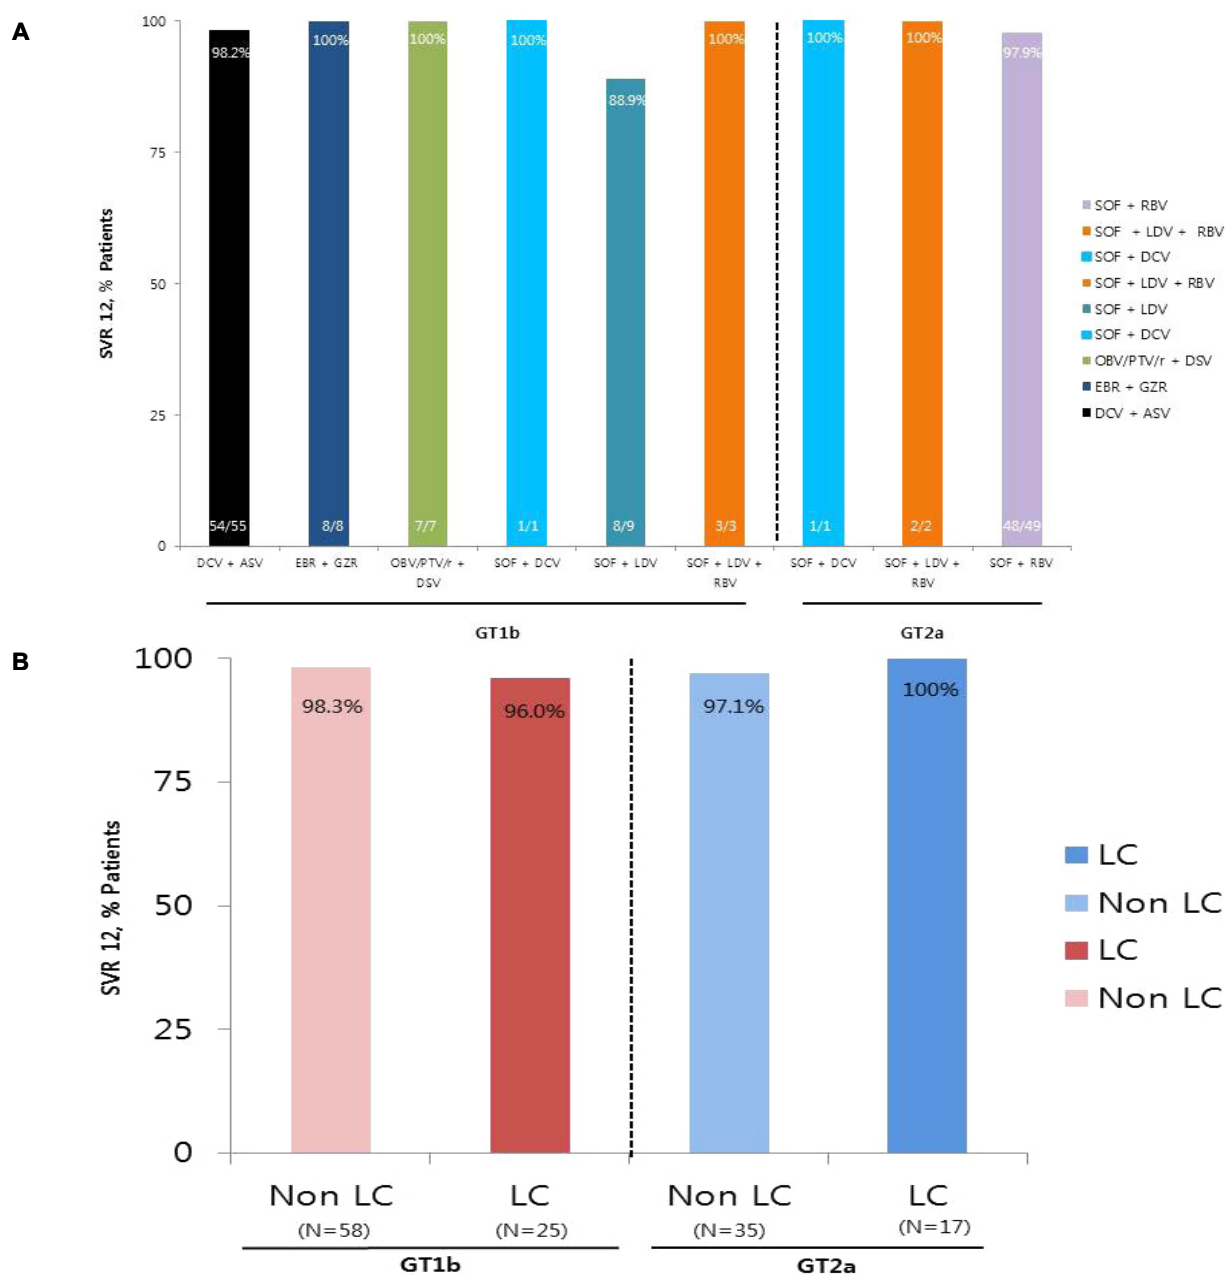 A
100
75
50
25
0
SVR 12, % Patients
98.2%
100%
100%
100%
88.9%
100%
100%
100%
97.9%
54/55
8/8
7/7
1/1
8/9
3/3
1/1
2/2
48/49
DCV + ASV
EBR + GZR
OBV/PTV/r +
DSV
SOF + DCV
SOF + LDV
SOF + LDV +
RBV
SOF + DCV
SOF + LDV +
RBV
SOF + RBV
GT1b
GT2a
SOF + RBV
SOF + LDV + RBV
SOF + DCV
SOF + LDV + RBV
SOF + LDV
SOF + DCV
OBV/PTV/r + DSV
EBR + GZR
DCV + ASV
B
100
75
50
25
0
SVR 12, % Patients
98.3%
96.0%
97.1%
100%
Non LC
(N=58)
LC
(N=25)
Non LC
(N=35)
LC
(N=17)
GT1b
GT2a
LC
Non LC
LC
Non LC